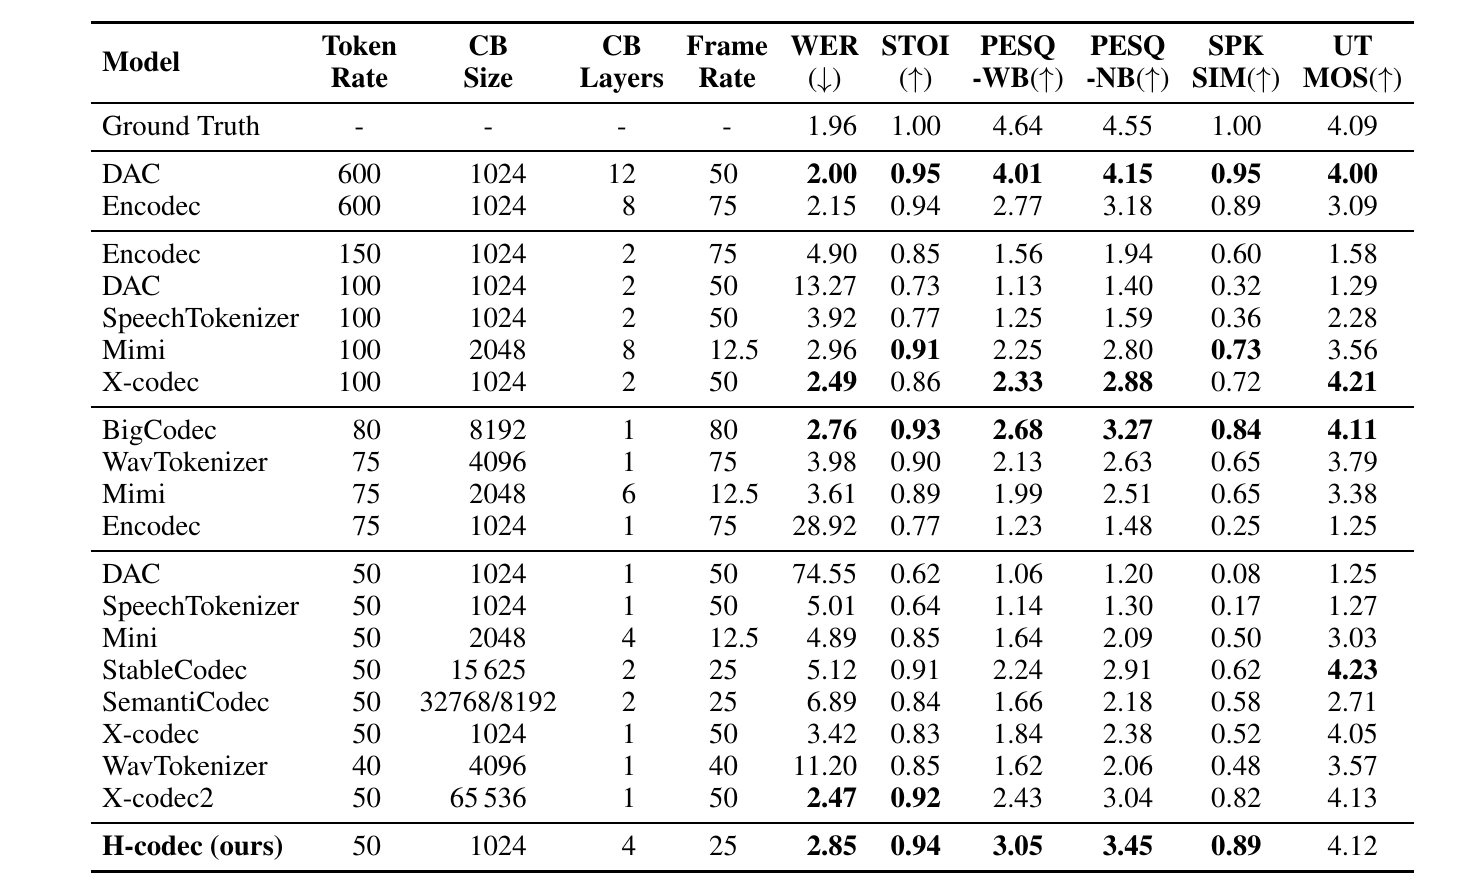 Model Token Rate CB Size CB Layers Frame Rate WER (↓) STOI (↑) PESQ -WB(↑) PESQ -NB(↑) SPK SIM(↑) UT MOS(↑)
Ground Truth - - - - 1.96 1.00 4.64 4.55 1.00 4.09
DAC 600 1024 12 50 2.00 0.95 4.01 4.15 0.95 4.00
Encodec 600 1024 8 75 2.15 0.94 2.77 3.18 0.89 3.09
Encodec 150 1024 2 75 4.90 0.85 1.56 1.94 0.60 1.58
DAC 100 1024 2 50 13.27 0.73 1.13 1.40 0.32 1.29
SpeechTokenizer 100 1024 2 50 3.92 0.77 1.25 1.59 0.36 2.28
Mimi 100 2048 8 12.5 2.96 0.91 2.25 2.80 0.73 3.56
X-codec 100 1024 2 50 2.49 0.86 2.33 2.88 0.72 4.21
BigCodec 80 8192 1 80 2.76 0.93 2.68 3.27 0.84 4.11
WavTokenizer 75 4096 1 75 3.98 0.90 2.13 2.63 0.65 3.79
Mimi 75 2048 6 12.5 3.61 0.89 1.99 2.51 0.65 3.38
Encodec 75 1024 1 75 28.92 0.77 1.23 1.48 0.25 1.25
DAC 50 1024 1 50 74.55 0.62 1.06 1.20 0.08 1.25
SpeechTokenizer 50 1024 1 50 5.01 0.64 1.14 1.30 0.17 1.27
Mini 50 2048 4 12.5 4.89 0.85 1.64 2.09 0.50 3.03
StableCodec 50 15 625 2 25 5.12 0.91 2.24 2.91 0.62 4.23
SemantiCodec 50 32768/8192 2 25 6.89 0.84 1.66 2.18 0.58 2.71
X-codec 50 1024 1 50 3.42 0.83 1.84 2.38 0.52 4.05
WavTokenizer 40 4096 1 40 11.20 0.85 1.62 2.06 0.48 3.57
X-codec2 50 65 536 1 50 2.47 0.92 2.43 3.04 0.82 4.13
H-codec (ours) 50 1024 4 25 2.85 0.94 3.05 3.45 0.89 4.12